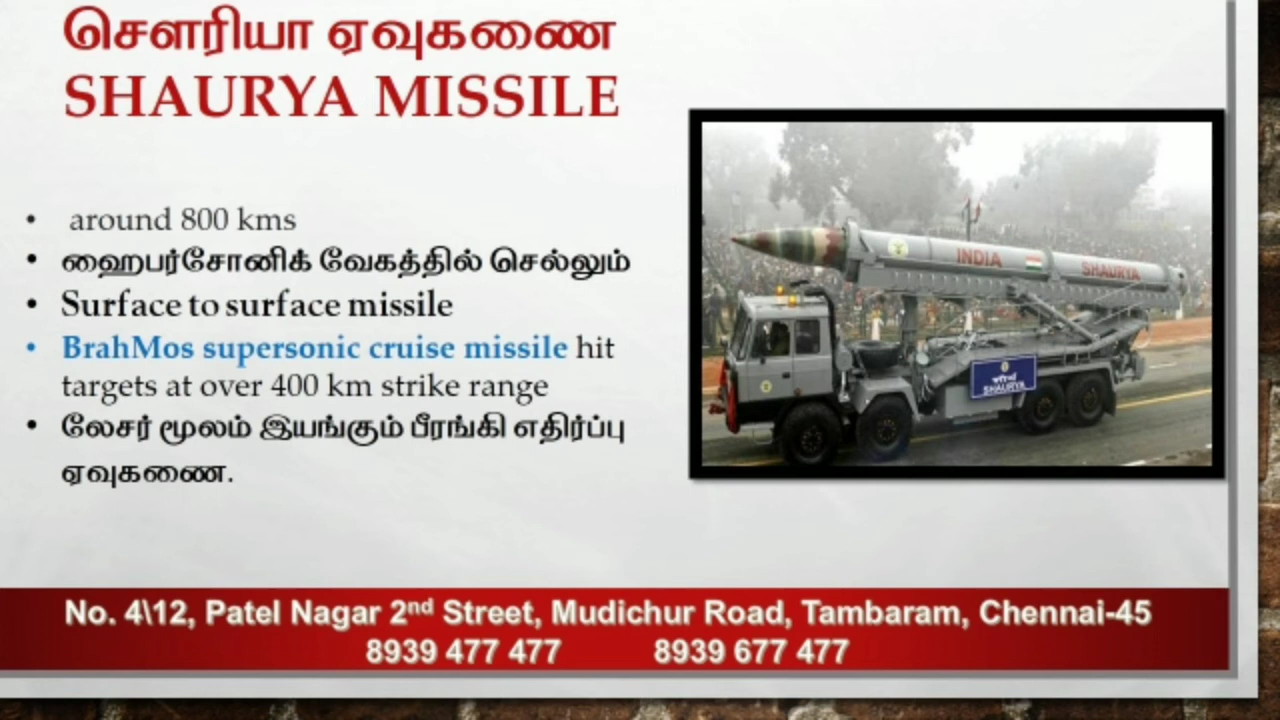 சௌரியா ஏவுகணை
SHAURYA MISSILE
• around 800 kms
• ஹைபர்சோனிக் வேகத்தில் செல்லும்
• Surface to surface missile
• BrahMos supersonic cruise missile hit
targets at over 400 km strike range
• லேசர் மூலம் இயங்கும் பீரங்கி எதிர்ப்பு
ஏவுகணை.
INDIA
SHAURYA
शौर्य
SHAURYA
No. 4\12, Patel Nagar 2nd Street, Mudichur Road, Tambaram, Chennai-45
8939 477 477 8939 677 477